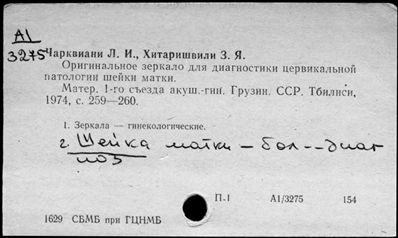 А1
3275
Чарквиани Л. И., Хитаришвили З. Я.
Оригинальное зеркало для диагностики цервикальной
патологии шейки матки.
Матер. 1-го съезда акуш.-гин. Грузин. ССР. Тбилиси,
1974, с. 259—260.
1. Зеркала — гинекологические.
2. Шейка матки – бол. - диаг
ноз
П.1 А1/3275 154
1629 СБМБ при ГЦНМБ